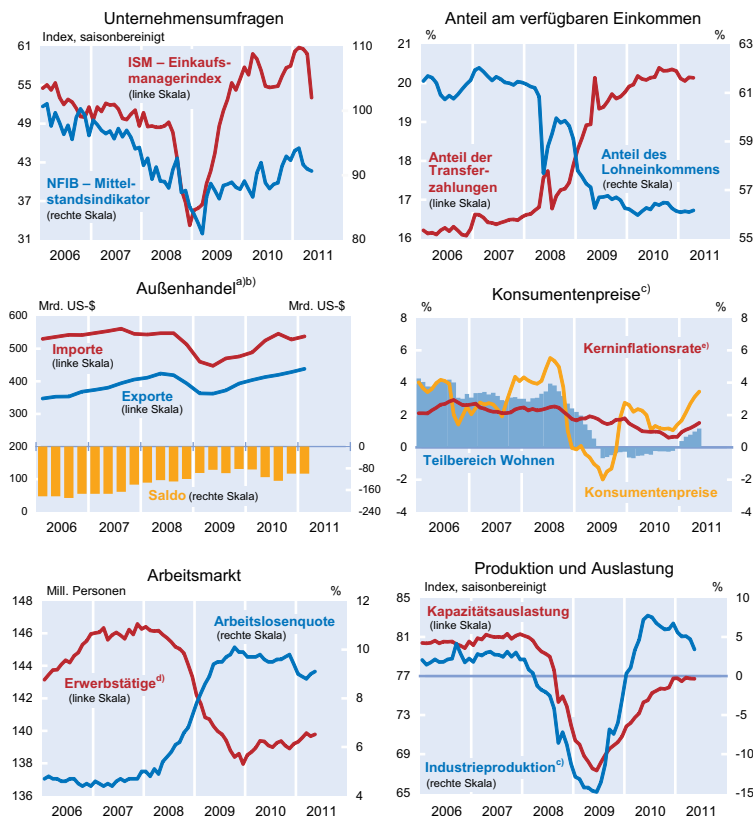 Unternehmensumfragen
Index, saisonbereinigt
61
55
49
43
37
31
110
100
90
80
ISM – Einkaufs-
managerindex
(linke Skala)
NFIB – Mittel-
standsindikator
(rechte Skala)
2006 2007 2008 2009 2010 2011
Anteil am verfügbaren Einkommen
% %
21
20
19
18
17
16
63
61
59
58
56
55
Anteil der
Transfer-
zahlungen
(linke Skala)
Anteil des
Lohneinkommens
(rechte Skala)
2006 2007 2008 2009 2010 2011
Außenhandel a)b)
Mrd. US-$ Mrd. US-$
600
500
400
300
200
100
0
0
-80
-160
-240
Importe
(linke Skala)
Exporte
(linke Skala)
Saldo (rechte Skala)
2006 2007 2008 2009 2010 2011
Konsumentenpreise c)
% %
8
6
4
2
0
-2
-4
8
6
4
2
0
-2
-4
Kerninflationsrate e)
Teilbereich Wohnen
Konsumentenpreise
2006 2007 2008 2009 2010 2011
Arbeitsmarkt
Mill. Personen %
148
146
144
142
140
138
136
12
10
8
6
4
Arbeitslosenquote
(rechte Skala)
Erwerbstätige d)
(linke Skala)
2006 2007 2008 2009 2010 2011
Produktion und Auslastung
Index, saisonbereinigt %
85
81
77
73
69
65
10
5
0
-5
-10
-15
Kapazitätsauslastung
(linke Skala)
Industrieproduktion c)
(rechte Skala)
2006 2007 2008 2009 2010 2011